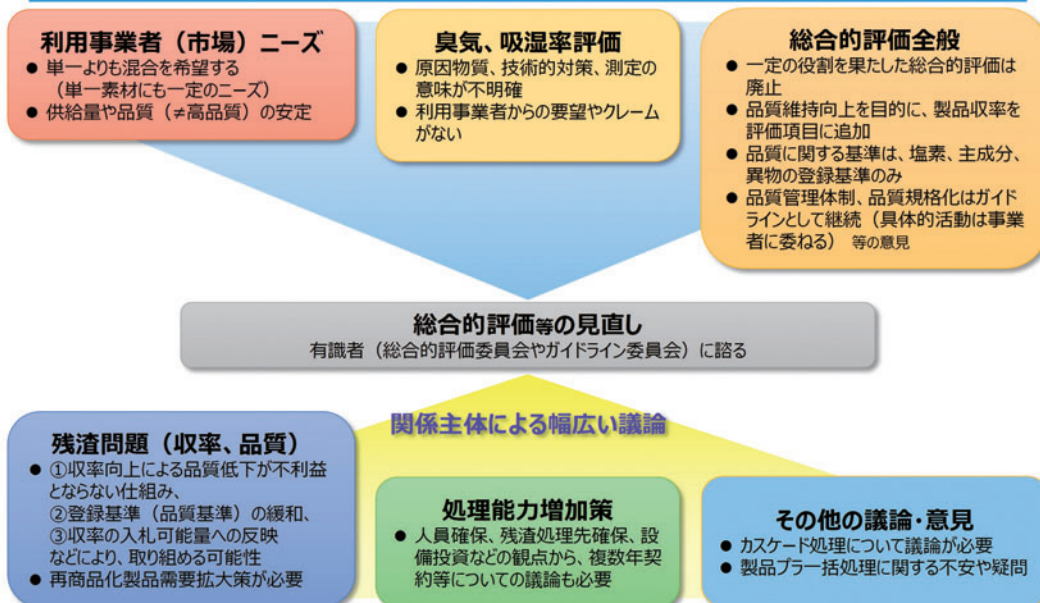 利用事業者（市場）ニーズ
● 単一よりも混合を希望する
（単一素材にも一定のニーズ）
● 供給量や品質（≠高品質）の安定
臭気、吸湿率評価
● 原因物質、技術的対策、測定の
意味が不明確
● 利用事業者からの要望やクレーム
がない
総合的評価全般
● 一定の役割を果たした総合的評価は
廃止
● 品質維持向上を目的に、製品収率を
評価項目に追加
● 品質に関する基準は、塩素、主成分、
異物の登録基準のみ
● 品質管理体制、品質規格化はガイド
ラインとして継続（具体的活動は事業
者に委ねる） 等の意見
総合的評価等の見直し
有識者（総合的評価委員会やガイドライン委員会）に諮る
関係主体による幅広い議論
残渣問題（収率、品質）
● ①収率向上による品質低下が不利益
とならない仕組み、
②登録基準（品質基準）の緩和、
③収率の入札可能量への反映
などにより、取り組める可能性
● 再商品化製品需要拡大策が必要
処理能力増加策
● 人員確保、残渣処理先確保、設
備投資などの観点から、複数年契
約等についての議論も必要
その他の議論・意見
● カスケード処理について議論が必要
● 製品プラ一括処理に関する不安や疑問